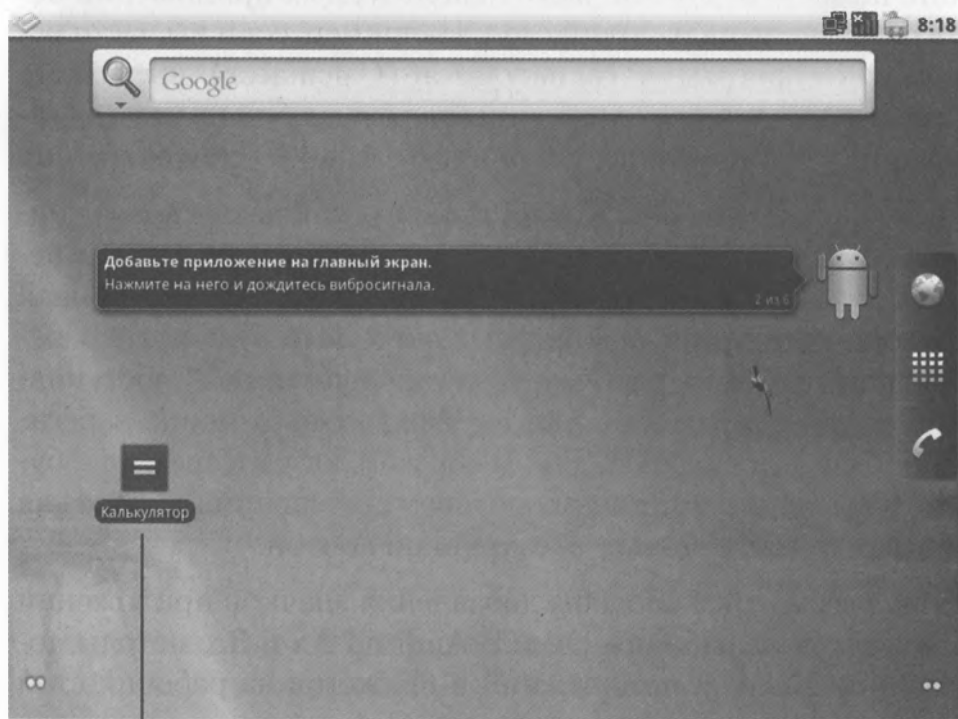 8:18
Google
Добавьте приложение на главный экран.
Нажмите на него и дождитесь вибросигнала.
2 из 6
Калькулятор